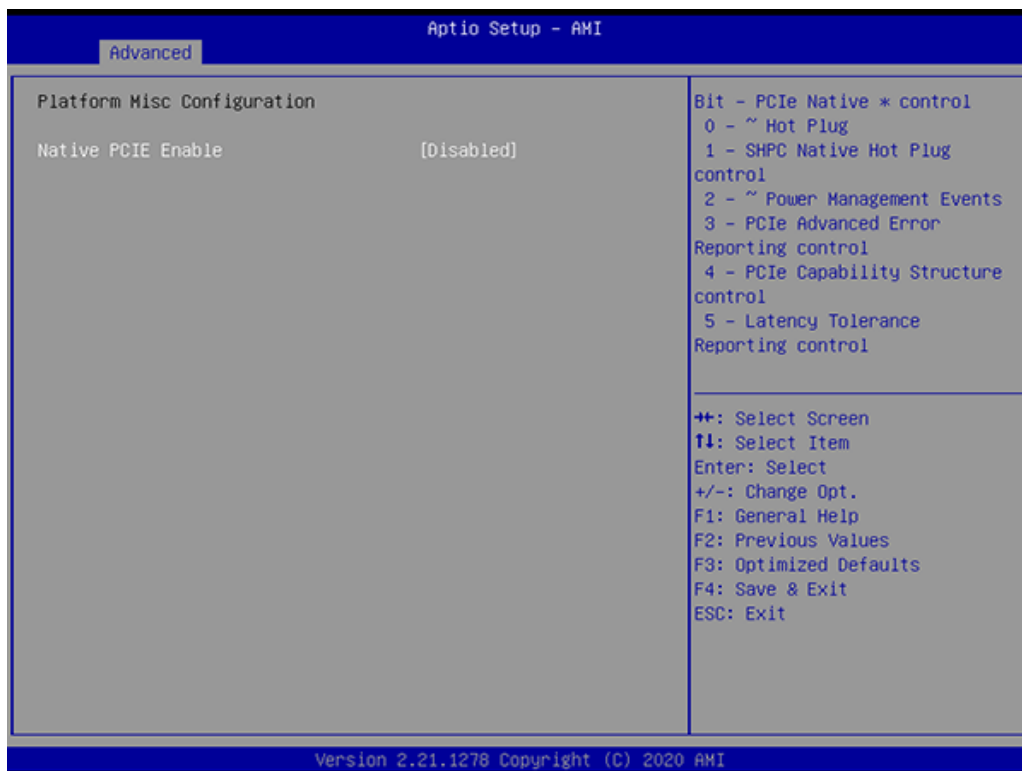 Aptio Setup - AMI
Advanced
Platform Misc Configuration
Native PCIE Enable [Disabled]
Bit - PCIe Native * control
0 - ~ Hot Plug
1 - SHPC Native Hot Plug
control
2 - ~ Power Management Events
3 - PCIe Advanced Error
Reporting control
4 - PCIe Capability Structure
control
5 - Latency Tolerance
Reporting control
→←: Select Screen
↑↓: Select Item
Enter: Select
+/-: Change Opt.
F1: General Help
F2: Previous Values
F3: Optimized Defaults
F4: Save & Exit
ESC: Exit
Version 2.21.1278 Copyright (C) 2020 AMI